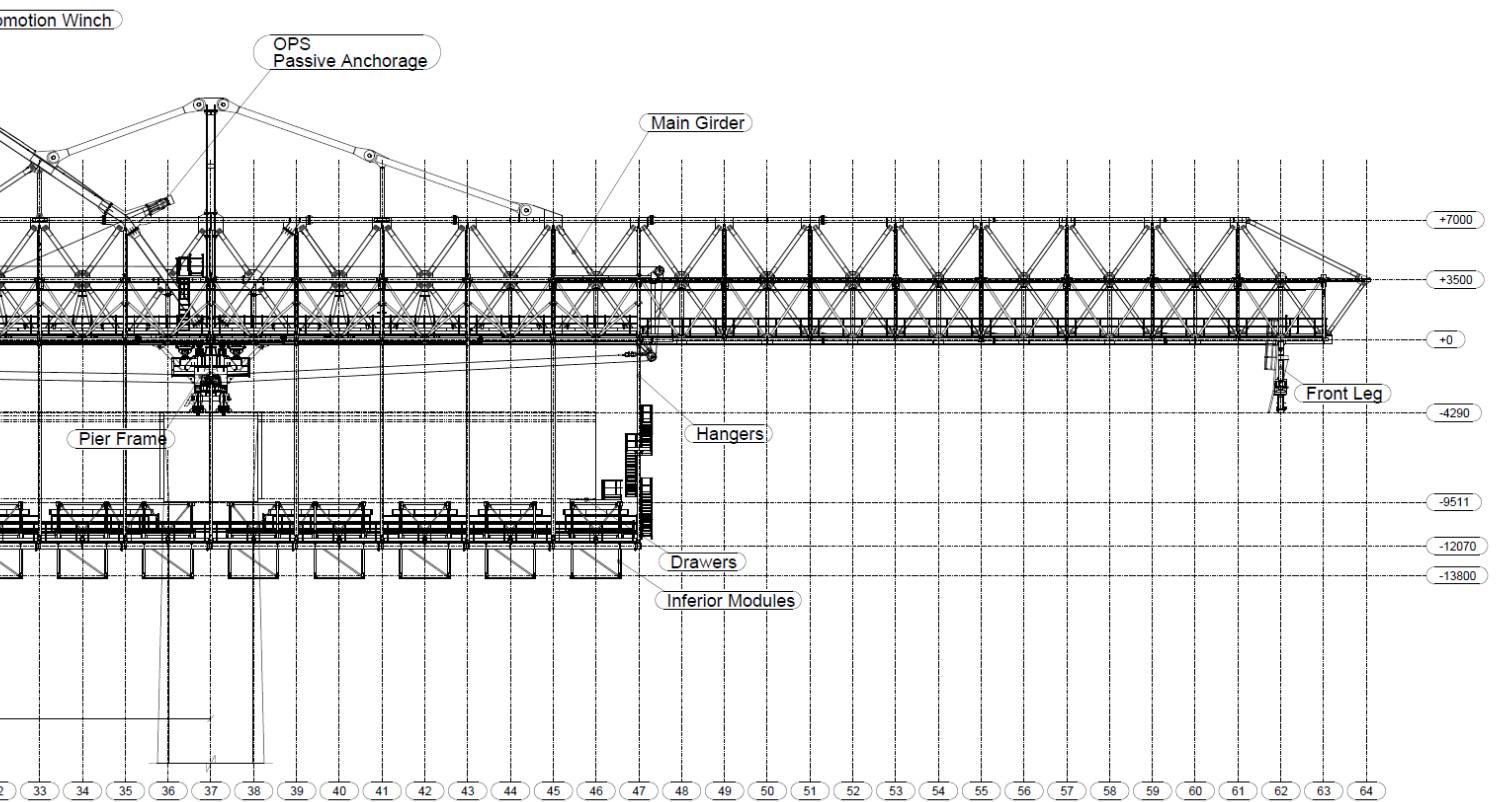 omotion Winch
OPS
Passive Anchorage
Main Girder
+7000
+3500
+0
Front Leg
-4290
Pier Frame
Hangers
-9511
-12070
Drawers
-13800
Inferior Modules
2 33 34 35 36 37 38 39 40 41 42 43 44 45 46 47 48 49 50 51 52 53 54 55 56 57 58 59 60 61 62 63 64